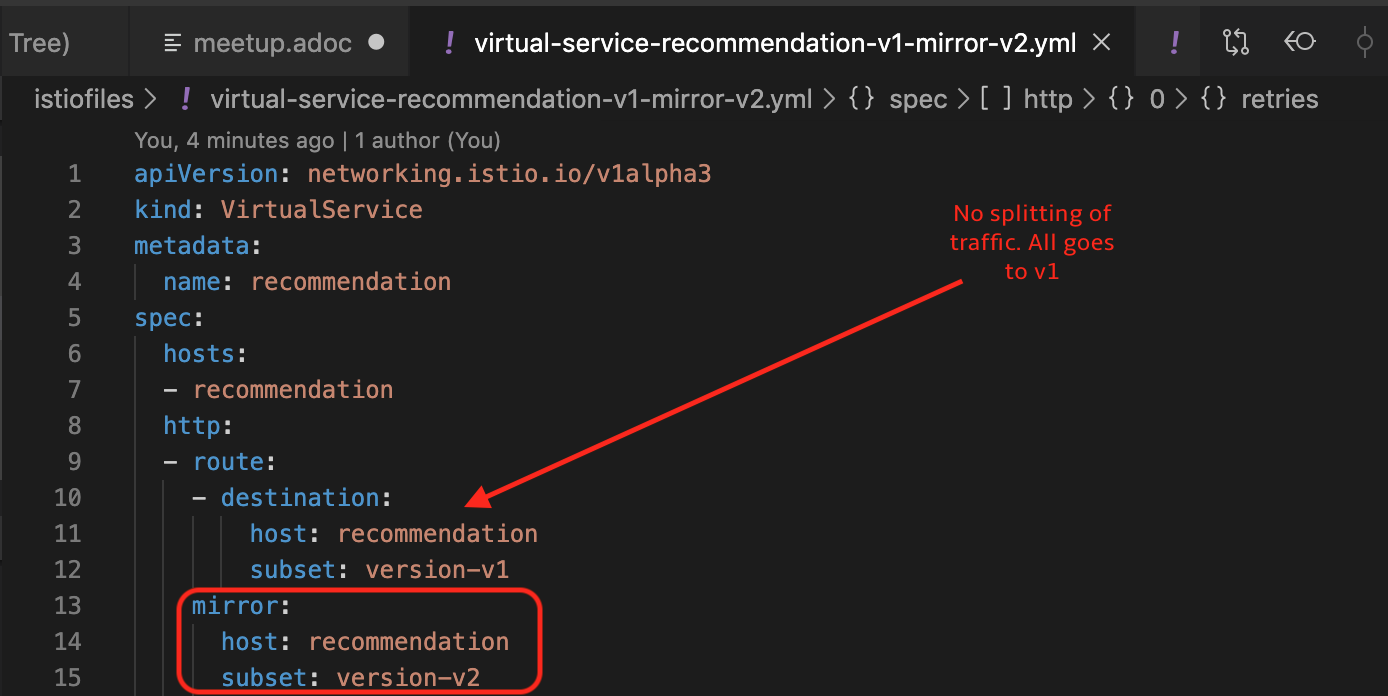 Tree)
meetup.adoc
! virtual-service-recommendation-v1-mirror-v2.yml
!
istiofiles > ! virtual-service-recommendation-v1-mirror-v2.yml > {} spec > [ ] http > {} 0 > {} retries
You, 4 minutes ago | 1 author (You)
1 apiVersion: networking.istio.io/v1alpha3
2 kind: VirtualService
3 metadata:
4   name: recommendation
5 spec:
6   hosts:
7   - recommendation
8   http:
9   - route:
10     - destination:
11         host: recommendation
12         subset: version-v1
13     mirror:
14       host: recommendation
15       subset: version-v2
No splitting of
traffic. All goes
to v1